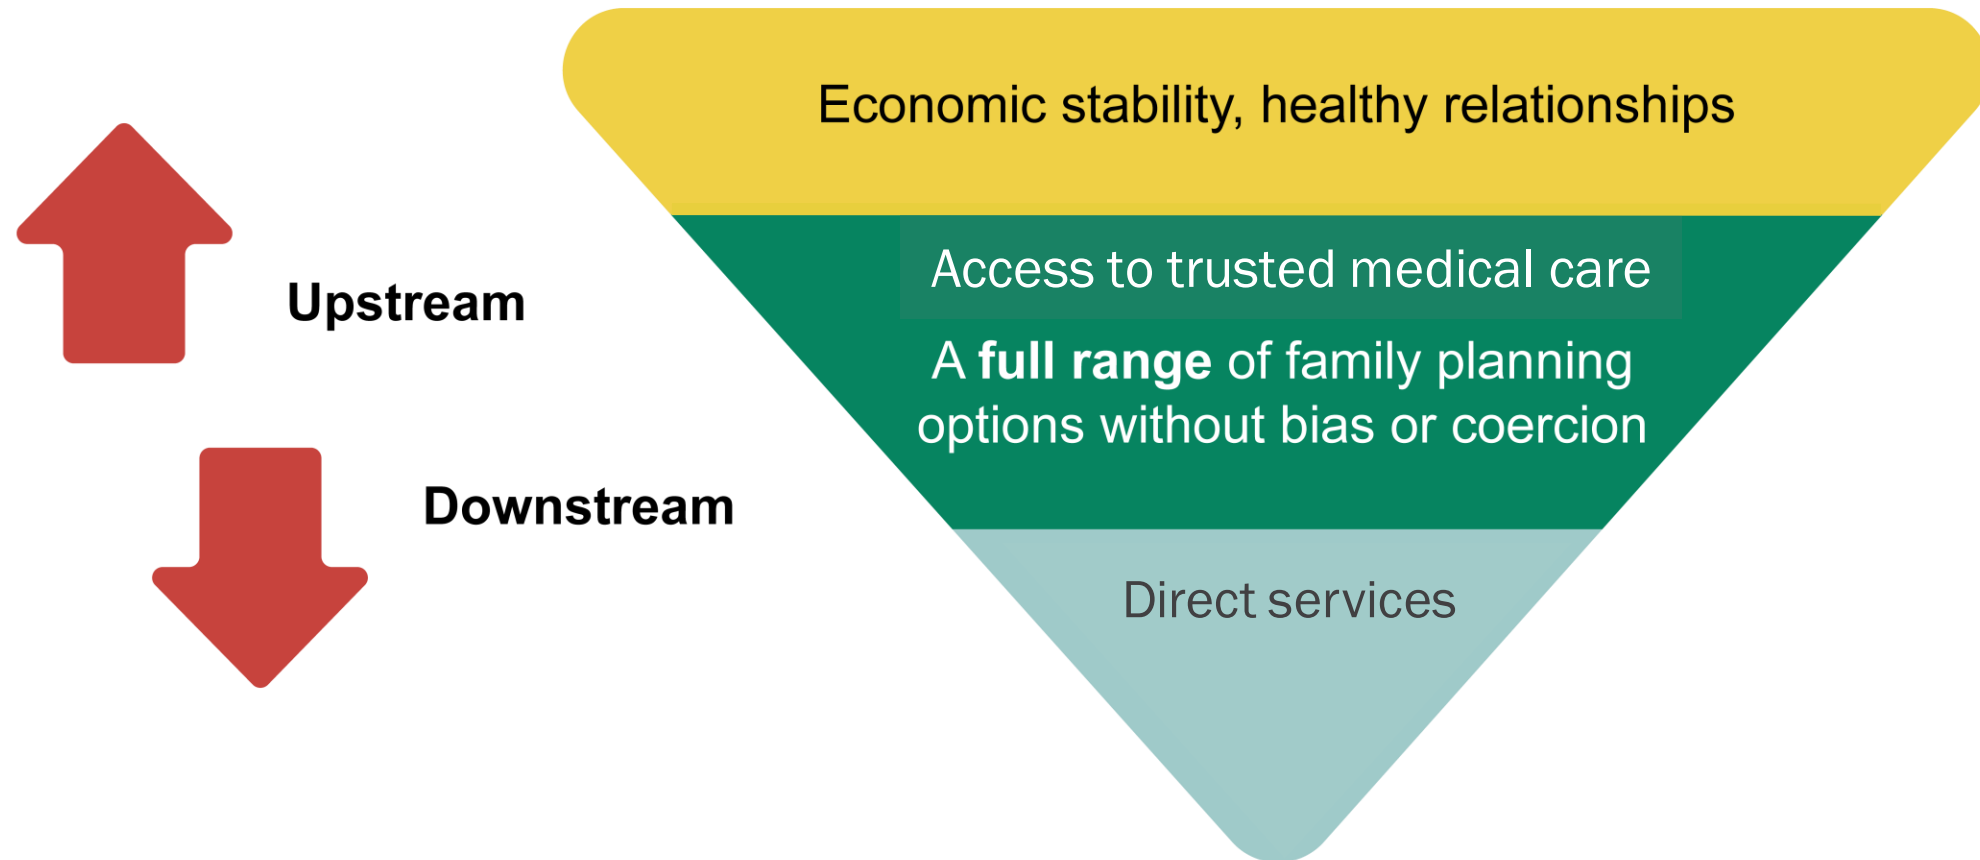 Economic stability, healthy relationships
Upstream
Access to trusted medical care
A full range of family planning
options without bias or coercion
Downstream
Direct services